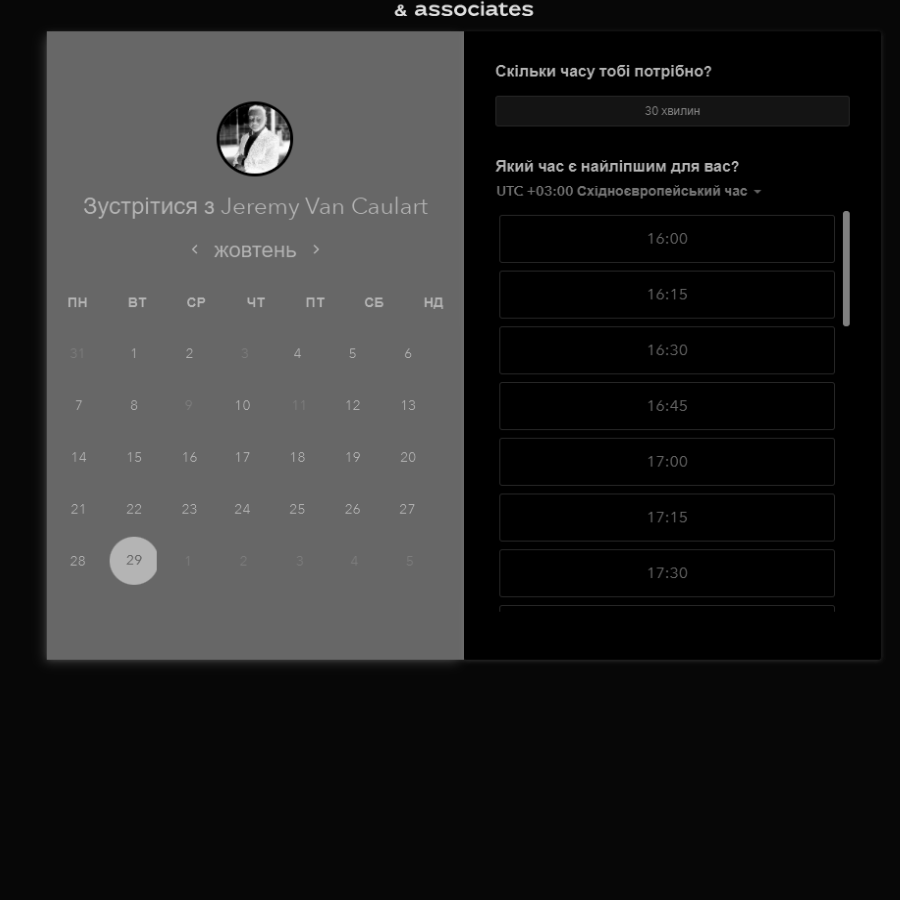 & associates
Зустрітися з Jeremy Van Caulart
жовтень
ПН ВТ СР ЧТ ПТ СБ НД
31 1 2 3 4 5 6
7 8 9 10 11 12 13
14 15 16 17 18 19 20
21 22 23 24 25 26 27
28 29 1 2 3 4 5
Скільки часу тобі потрібно?
30 хвилин
Який час є найліпшим для вас?
UTC +03:00 Східноєвропейський час
16:00
16:15
16:30
16:45
17:00
17:15
17:30